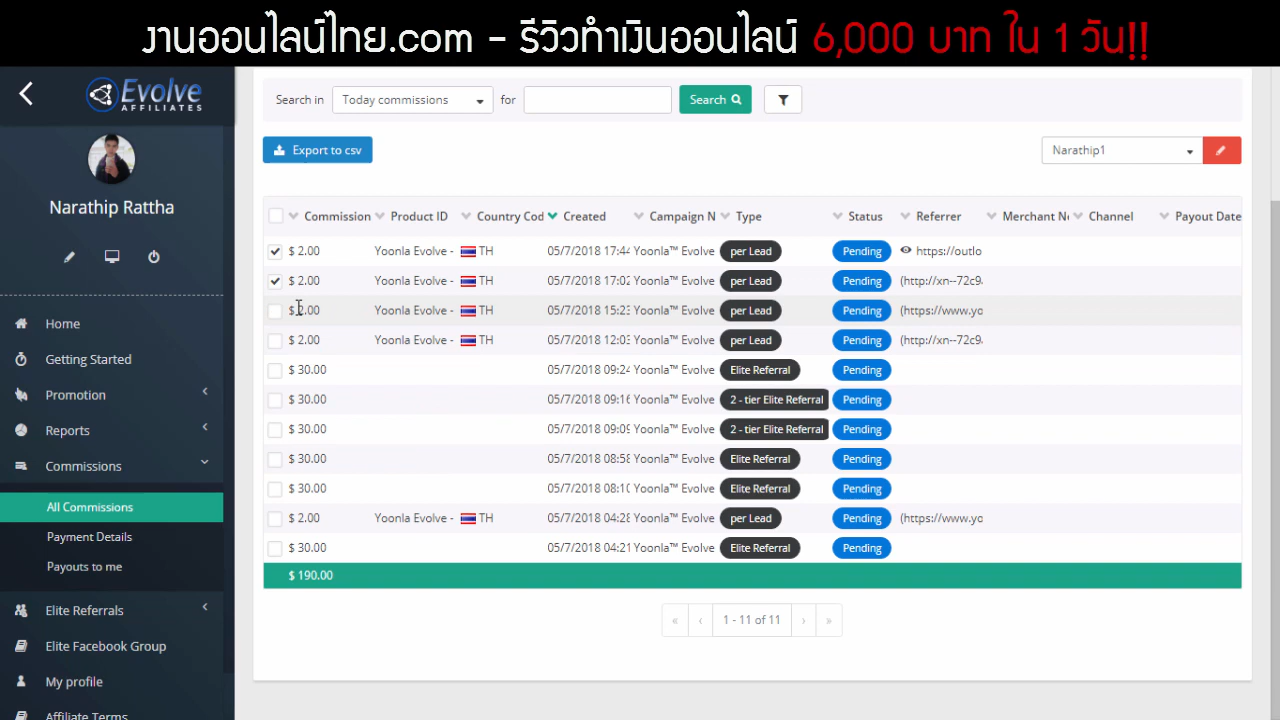 งานออนไลน์ไทย.com - รีวิวทำเงินออนไลน์ 6,000 บาท ใน 1 วัน!!
Evolve
AFFILIATES
Narathip Rattha
Home
Getting Started
Promotion
Reports
Commissions
All Commissions
Payment Details
Payouts to me
Elite Referrals
Elite Facebook Group
My profile
Affiliate Terms
Search in Today commissions for Search
Export to csv Narathip1
Commission Product ID Country Cod Created Campaign N Type Status Referrer Merchant N Channel Payout Date
$ 2.00 Yoonla Evolve - TH 05/7/2018 17:44 Yoonla™ Evolve per Lead Pending https://outlo
$ 2.00 Yoonla Evolve - TH 05/7/2018 17:02 Yoonla™ Evolve per Lead Pending (http://xn--72c9
$ 2.00 Yoonla Evolve - TH 05/7/2018 15:23 Yoonla™ Evolve per Lead Pending (https://www.yo
$ 2.00 Yoonla Evolve - TH 05/7/2018 12:03 Yoonla™ Evolve per Lead Pending (http://xn--72c9
$ 30.00 05/7/2018 09:24 Yoonla™ Evolve Elite Referral Pending
$ 30.00 05/7/2018 09:16 Yoonla™ Evolve 2 - tier Elite Referral Pending
$ 30.00 05/7/2018 09:09 Yoonla™ Evolve 2 - tier Elite Referral Pending
$ 30.00 05/7/2018 08:58 Yoonla™ Evolve Elite Referral Pending
$ 30.00 05/7/2018 08:10 Yoonla™ Evolve Elite Referral Pending
$ 2.00 Yoonla Evolve - TH 05/7/2018 04:28 Yoonla™ Evolve per Lead Pending (https://www.yo
$ 30.00 05/7/2018 04:21 Yoonla™ Evolve Elite Referral Pending
$ 190.00
« ‹ 1 - 11 of 11 › »